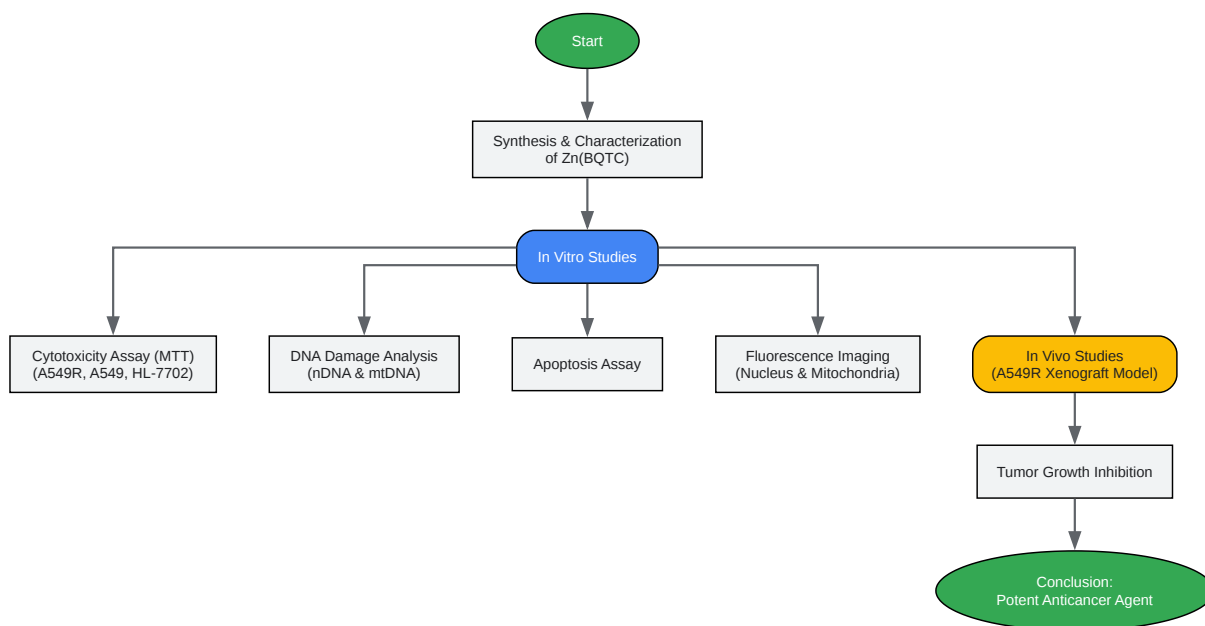 Start
Synthesis & Characterization
of Zn(BQTC)
In Vitro Studies
Cytotoxicity Assay (MTT)
(A549R, A549, HL-7702)
DNA Damage Analysis
(nDNA & mtDNA)
Apoptosis Assay
Fluorescence Imaging
(Nucleus & Mitochondria)
In Vivo Studies
(A549R Xenograft Model)
Tumor Growth Inhibition
Conclusion:
Potent Anticancer Agent